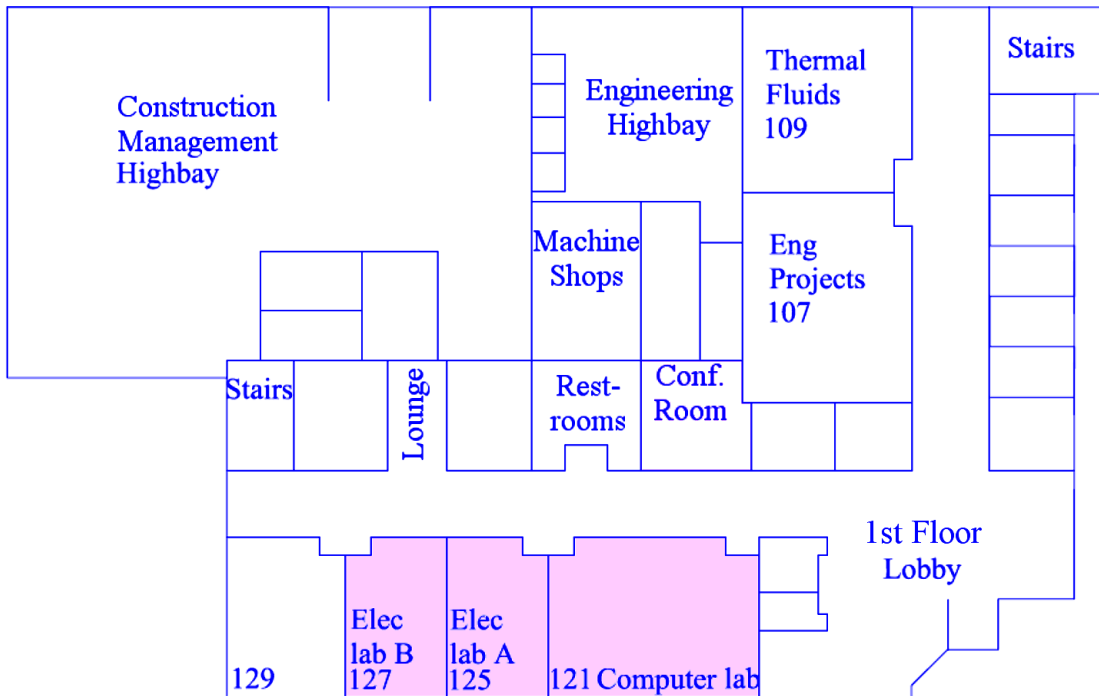 Construction
Management
Highbay
Engineering
Highbay
Thermal
Fluids
109
Stairs
Machine
Shops
Eng
Projects
107
Stairs
Lounge
Rest-
rooms
Conf.
Room
1st Floor
Lobby
129
Elec
lab B
127
Elec
lab A
125
121 Computer lab